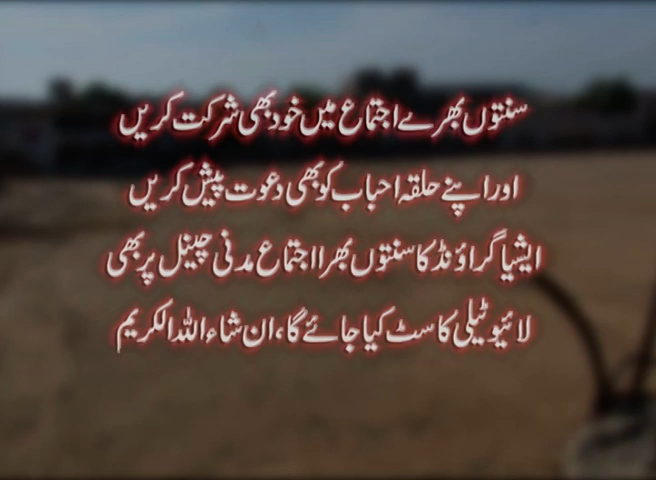 سنتوں بھرے اجتماع میں خود بھی شرکت کریں
اور اپنے حلقہ احباب کو بھی دعوت پیش کریں
ایشیا گراؤنڈ کا سنتوں بھرا اجتماع مدنی چینل پر بھی
لائیو ٹیلی کاسٹ کیا جائے گا، ان شاء اللہ الکریم